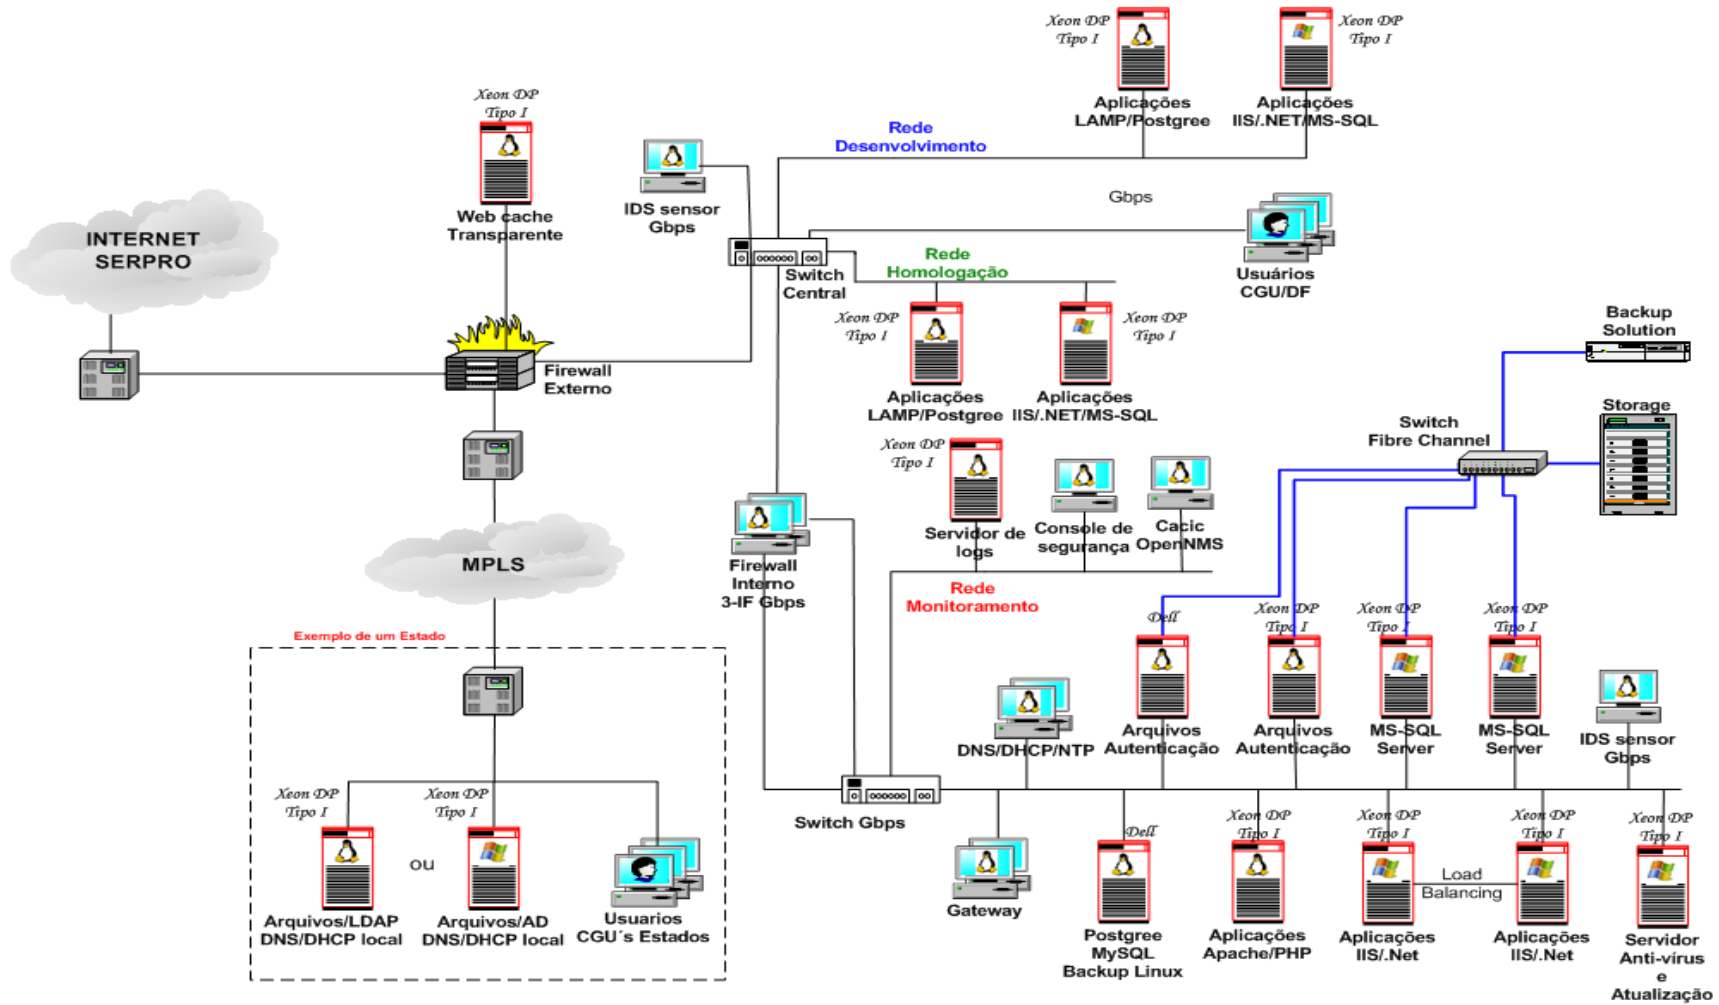 Xeon DP
Tipo I
Aplicações
LAMP/Postgree
Xeon DP
Tipo I
Aplicações
IIS/.NET/MS-SQL
Xeon DP
Tipo I
Web cache
Transparente
IDS sensor
Gbps
Rede
Desenvolvimento
Gbps
Usuários
CGU/DF
INTERNET
SERPRO
Switch
Central
Rede
Homologação
Xeon DP
Tipo I
Aplicações
LAMP/Postgree
Xeon DP
Tipo I
Aplicações
IIS/.NET/MS-SQL
Firewall
Externo
Backup
Solution
Storage
Switch
Fibre Channel
Xeon DP
Tipo I
Servidor de
logs
Console de
segurança
Cacic
OpenNMS
Rede
Monitoramento
Firewall
Interno
3-IF Gbps
MPLS
Exemplo de um Estado
Xeon DP
Tipo I
Arquivos/LDAP
DNS/DHCP local
ou
Xeon DP
Tipo I
Arquivos/AD
DNS/DHCP local
Usuarios
CGU´s Estados
DNS/DHCP/NTP
Dell
Arquivos
Autenticação
Xeon DP
Tipo I
Arquivos
Autenticação
Xeon DP
Tipo I
MS-SQL
Server
Xeon DP
Tipo I
MS-SQL
Server
IDS sensor
Gbps
Switch Gbps
Gateway
Dell
Postgree
MySQL
Backup Linux
Xeon DP
Tipo I
Aplicações
Apache/PHP
Xeon DP
Tipo I
Aplicações
IIS/.Net
Load
Balancing
Xeon DP
Tipo I
Aplicações
IIS/.Net
Xeon DP
Tipo I
Servidor
Anti-vírus
e
Atualização